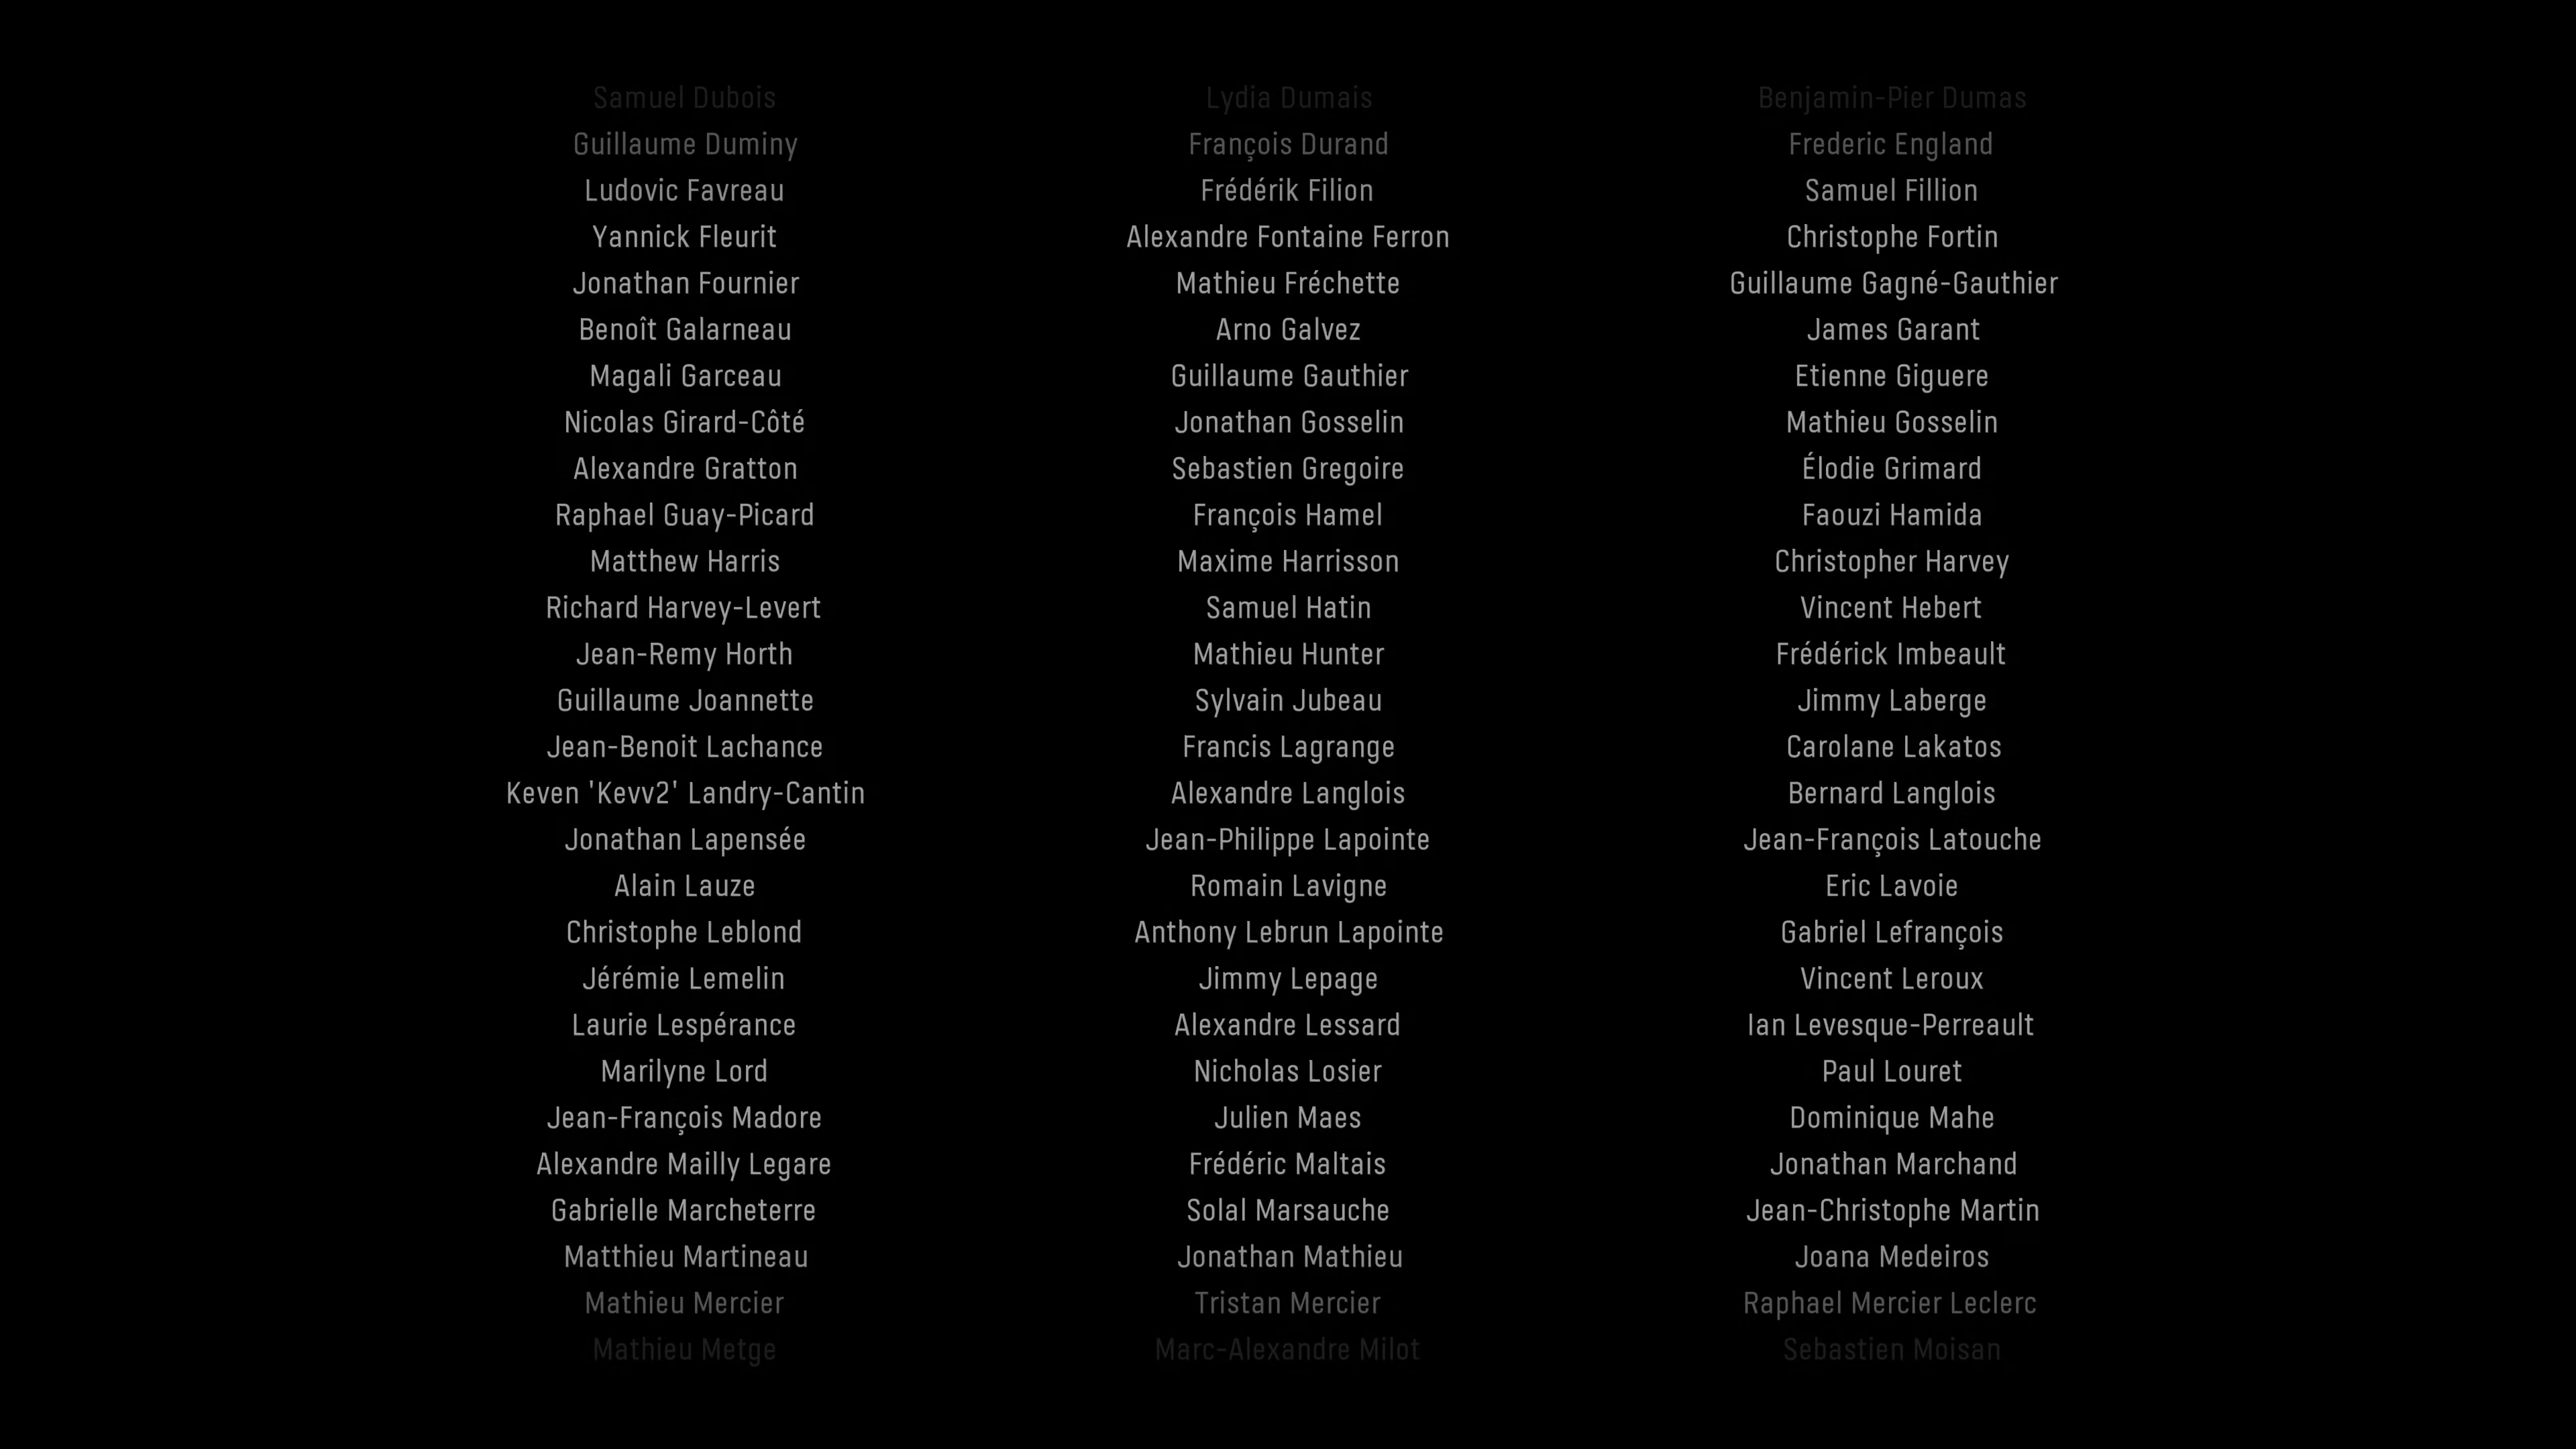 Samuel Dubois Lydia Dumais Benjamin-Pier Dumas
Guillaume Duminy François Durand Frederic England
Ludovic Favreau Frédérik Filion Samuel Fillion
Yannick Fleurit Alexandre Fontaine Ferron Christophe Fortin
Jonathan Fournier Mathieu Fréchette Guillaume Gagné-Gauthier
Benoît Galarneau Arno Galvez James Garant
Magali Garceau Guillaume Gauthier Etienne Giguere
Nicolas Girard-Côté Jonathan Gosselin Mathieu Gosselin
Alexandre Gratton Sebastien Gregoire Élodie Grimard
Raphael Guay-Picard François Hamel Faouzi Hamida
Matthew Harris Maxime Harrisson Christopher Harvey
Richard Harvey-Levert Samuel Hatin Vincent Hebert
Jean-Remy Horth Mathieu Hunter Frédérick Imbeault
Guillaume Joannette Sylvain Jubeau Jimmy Laberge
Jean-Benoit Lachance Francis Lagrange Carolane Lakatos
Keven 'Kevv2' Landry-Cantin Alexandre Langlois Bernard Langlois
Jonathan Lapensée Jean-Philippe Lapointe Jean-François Latouche
Alain Lauze Romain Lavigne Eric Lavoie
Christophe Leblond Anthony Lebrun Lapointe Gabriel Lefrançois
Jérémie Lemelin Jimmy Lepage Vincent Leroux
Laurie Lespérance Alexandre Lessard Ian Levesque-Perreault
Marilyne Lord Nicholas Losier Paul Louret
Jean-François Madore Julien Maes Dominique Mahe
Alexandre Mailly Legare Frédéric Maltais Jonathan Marchand
Gabrielle Marcheterre Solal Marsauche Jean-Christophe Martin
Matthieu Martineau Jonathan Mathieu Joana Medeiros
Mathieu Mercier Tristan Mercier Raphael Mercier Leclerc
Mathieu Metge Marc-Alexandre Milot Sebastien Moisan